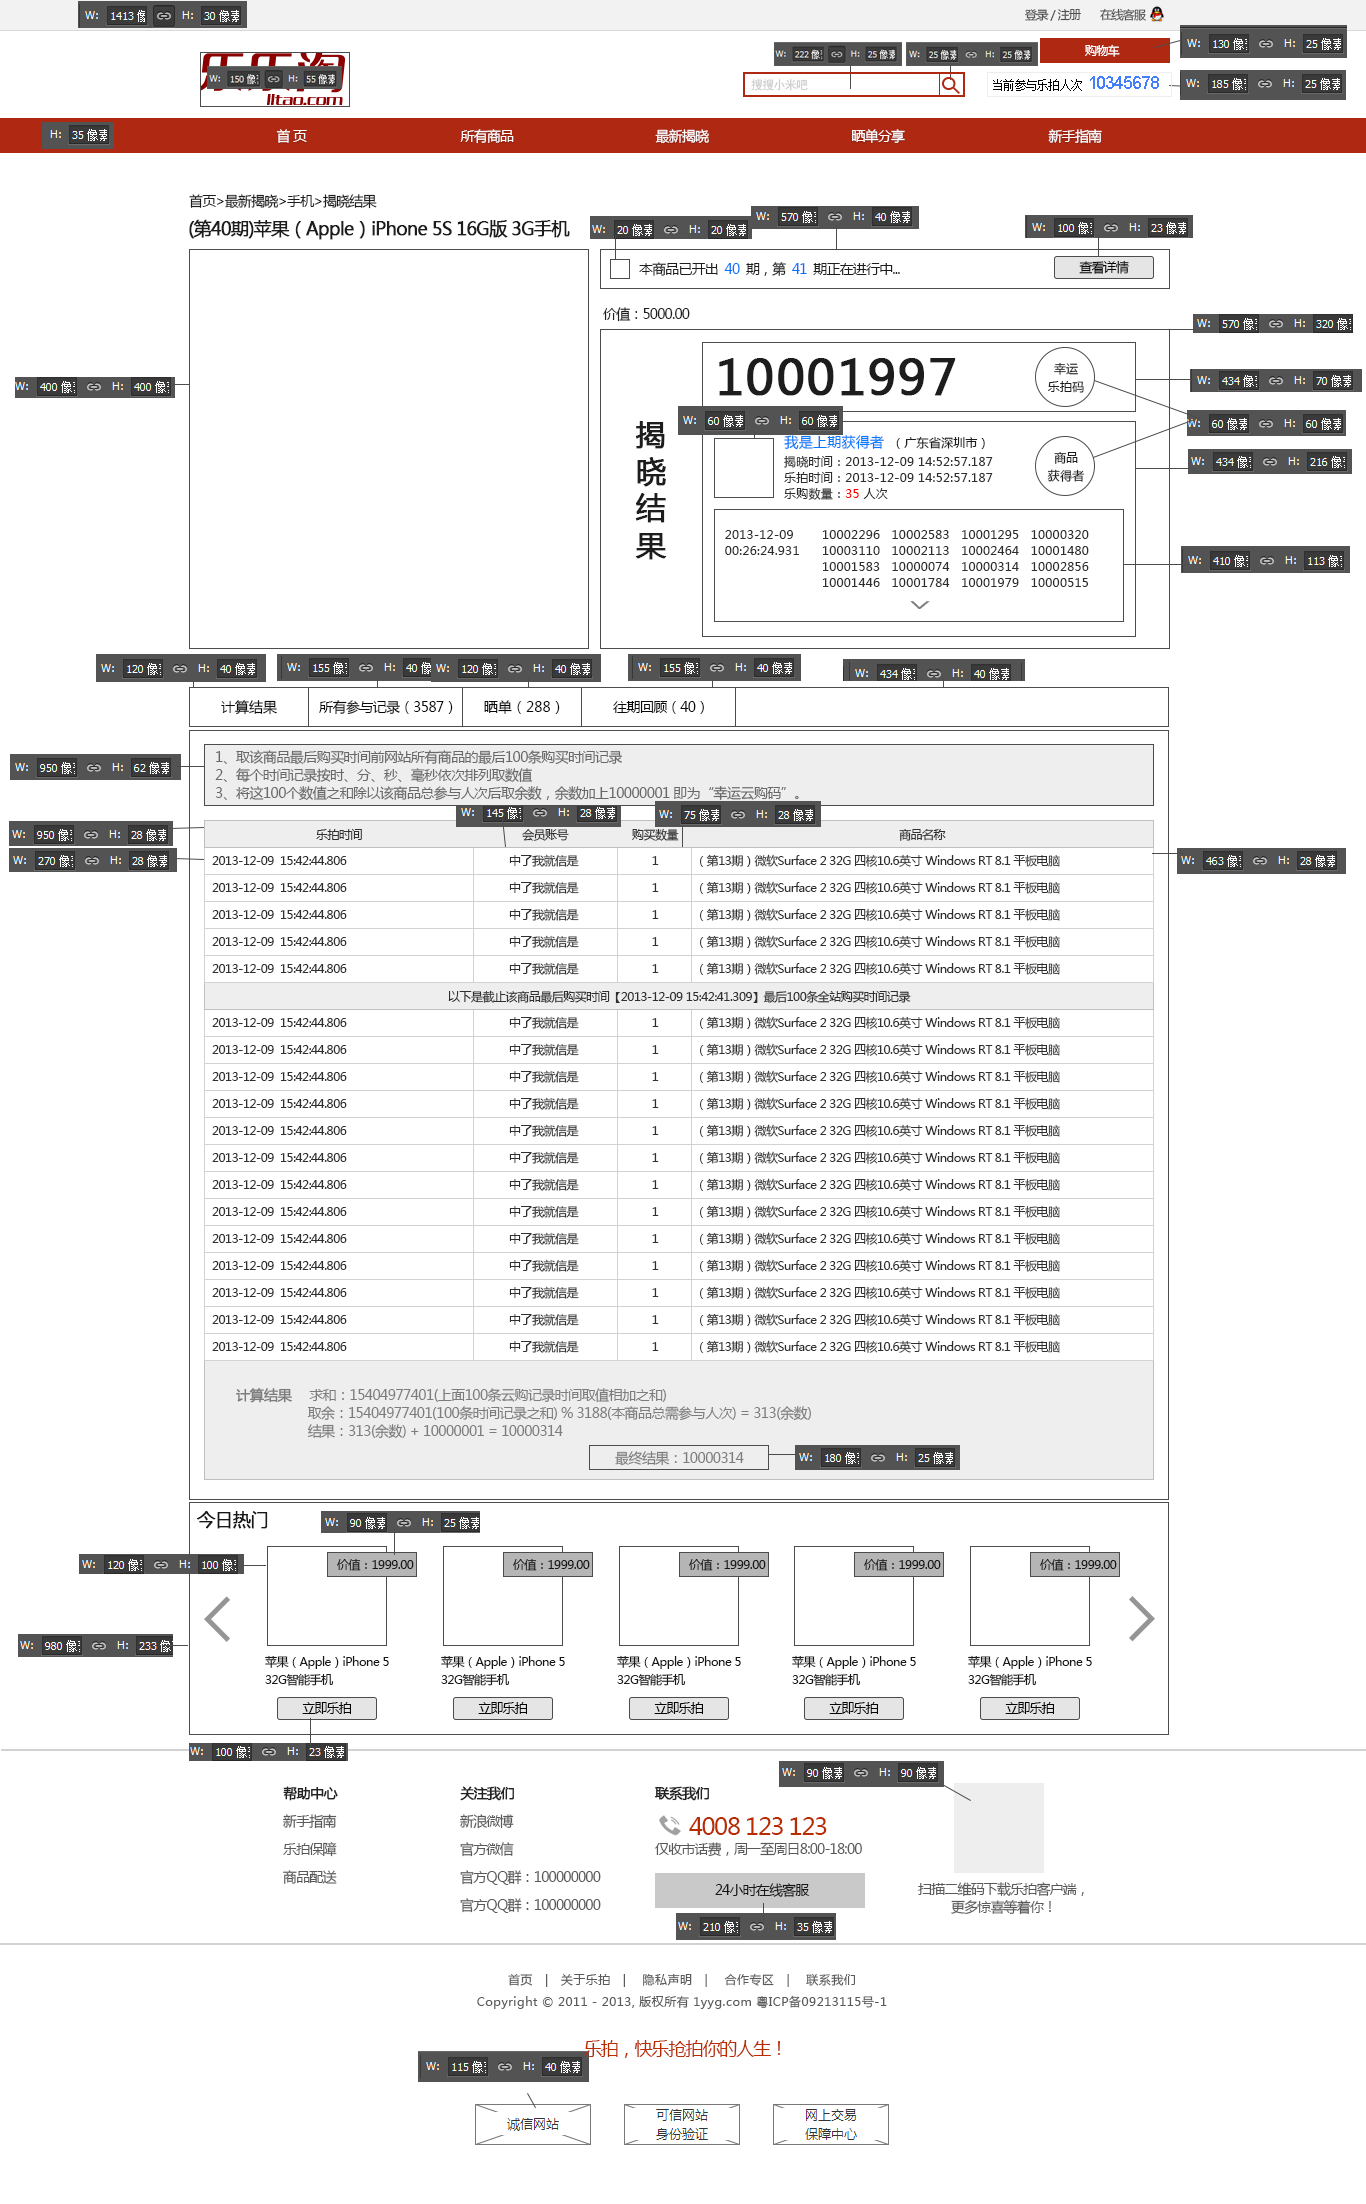 W: 1413 像 H: 30 像素
登录 / 注册 在线客服
乐乐淘
lltao.com
W: 150 像 H: 55 像素
W: 222 像 H: 25 像素
W: 25 像素 H: 25 像素
购物车
W: 130 像 H: 25 像
搜搜小米吧
当前参与乐拍人次 10345678
W: 185 像 H: 25 像
H: 35 像素
首 页 所有商品 最新揭晓 晒单分享 新手指南
首页>最新揭晓>手机>揭晓结果
(第40期)苹果（Apple）iPhone 5S 16G版 3G手机
W: 20 像素 H: 20 像素
W: 570 像 H: 40 像素
W: 100 像 H: 23 像
本商品已开出 40 期，第 41 期正在进行中...
查看详情
价值：5000.00
W: 570 像 H: 320 像
W: 400 像 H: 400 像
10001997
幸运
乐拍码
W: 434 像 H: 70 像
W: 60 像素 H: 60 像素
W: 60 像素 H: 60 像
揭晓结果
我是上期获得者 （广东省深圳市）
揭晓时间：2013-12-09 14:52:57.187
乐拍时间：2013-12-09 14:52:57.187
乐购数量：35 人次
商品
获得者
W: 434 像 H: 216 像
2013-12-09 10002296 10002583 10001295 10000320
00:26:24.931 10003110 10002113 10002464 10001480
10001583 10000074 10000314 10002856
10001446 10001784 10001979 10000515
W: 410 像 H: 113 像
W: 120 像 H: 40 像
W: 155 像 H: 40 像
W: 120 像 H: 40 像
W: 155 像 H: 40 像
W: 434 像 H: 40 像
计算结果 所有参与记录（3587） 晒单（288） 往期回顾（40）
W: 950 像 H: 62 像
1、取该商品最后购买时间前网站所有商品的最后100条购买时间记录
2、每个时间记录按时、分、秒、毫秒依次排列取数值
3、将这100个数值之和除以该商品总参与人次后取余数，余数加上10000001 即为“幸运云购码”。
W: 145 像 H: 28 像
W: 75 像 H: 28 像
W: 950 像 H: 28 像
乐拍时间 会员账号 购买数量 商品名称
W: 270 像 H: 28 像
W: 463 像 H: 28 像
2013-12-09 15:42:44.806 中了我就信是 1 （第13期）微软Surface 2 32G 四核10.6英寸 Windows RT 8.1 平板电脑
2013-12-09 15:42:44.806 中了我就信是 1 （第13期）微软Surface 2 32G 四核10.6英寸 Windows RT 8.1 平板电脑
2013-12-09 15:42:44.806 中了我就信是 1 （第13期）微软Surface 2 32G 四核10.6英寸 Windows RT 8.1 平板电脑
2013-12-09 15:42:44.806 中了我就信是 1 （第13期）微软Surface 2 32G 四核10.6英寸 Windows RT 8.1 平板电脑
2013-12-09 15:42:44.806 中了我就信是 1 （第13期）微软Surface 2 32G 四核10.6英寸 Windows RT 8.1 平板电脑
以下是截止该商品最后购买时间【2013-12-09 15:42:41.309】最后100条全站购买时间记录
2013-12-09 15:42:44.806 中了我就信是 1 （第13期）微软Surface 2 32G 四核10.6英寸 Windows RT 8.1 平板电脑
2013-12-09 15:42:44.806 中了我就信是 1 （第13期）微软Surface 2 32G 四核10.6英寸 Windows RT 8.1 平板电脑
2013-12-09 15:42:44.806 中了我就信是 1 （第13期）微软Surface 2 32G 四核10.6英寸 Windows RT 8.1 平板电脑
2013-12-09 15:42:44.806 中了我就信是 1 （第13期）微软Surface 2 32G 四核10.6英寸 Windows RT 8.1 平板电脑
2013-12-09 15:42:44.806 中了我就信是 1 （第13期）微软Surface 2 32G 四核10.6英寸 Windows RT 8.1 平板电脑
2013-12-09 15:42:44.806 中了我就信是 1 （第13期）微软Surface 2 32G 四核10.6英寸 Windows RT 8.1 平板电脑
2013-12-09 15:42:44.806 中了我就信是 1 （第13期）微软Surface 2 32G 四核10.6英寸 Windows RT 8.1 平板电脑
2013-12-09 15:42:44.806 中了我就信是 1 （第13期）微软Surface 2 32G 四核10.6英寸 Windows RT 8.1 平板电脑
2013-12-09 15:42:44.806 中了我就信是 1 （第13期）微软Surface 2 32G 四核10.6英寸 Windows RT 8.1 平板电脑
2013-12-09 15:42:44.806 中了我就信是 1 （第13期）微软Surface 2 32G 四核10.6英寸 Windows RT 8.1 平板电脑
2013-12-09 15:42:44.806 中了我就信是 1 （第13期）微软Surface 2 32G 四核10.6英寸 Windows RT 8.1 平板电脑
2013-12-09 15:42:44.806 中了我就信是 1 （第13期）微软Surface 2 32G 四核10.6英寸 Windows RT 8.1 平板电脑
2013-12-09 15:42:44.806 中了我就信是 1 （第13期）微软Surface 2 32G 四核10.6英寸 Windows RT 8.1 平板电脑
计算结果 求和：15404977401(上面100条云购记录时间取值相加之和)
取余：15404977401(100条时间记录之和) % 3188(本商品总需参与人次) = 313(余数)
结果：313(余数) + 10000001 = 10000314
最终结果：10000314
W: 180 像 H: 25 像
今日热门
W: 90 像素 H: 25 像素
W: 120 像 H: 100 像
价值：1999.00 价值：1999.00 价值：1999.00 价值：1999.00 价值：1999.00
W: 980 像 H: 233 像
苹果（Apple）iPhone 5 苹果（Apple）iPhone 5 苹果（Apple）iPhone 5 苹果（Apple）iPhone 5 苹果（Apple）iPhone 5
32G智能手机 32G智能手机 32G智能手机 32G智能手机 32G智能手机
立即乐拍 立即乐拍 立即乐拍 立即乐拍 立即乐拍
W: 100 像 H: 23 像素
W: 90 像素 H: 90 像素
帮助中心 关注我们 联系我们
新手指南 新浪微博 4008 123 123
乐拍保障 官方微信 仅收市话费，周一至周日8:00-18:00
商品配送 官方QQ群：100000000 24小时在线客服
官方QQ群：100000000
扫描二维码下载乐拍客户端，
更多惊喜等着你！
W: 210 像 H: 35 像素
首页 | 关于乐拍 | 隐私声明 | 合作专区 | 联系我们
Copyright © 2011 - 2013, 版权所有 1yyg.com 粤ICP备09213115号-1
乐拍，快乐抢拍你的人生！
W: 115 像 H: 40 像素
诚信网站
可信网站
身份验证
网上交易
保障中心